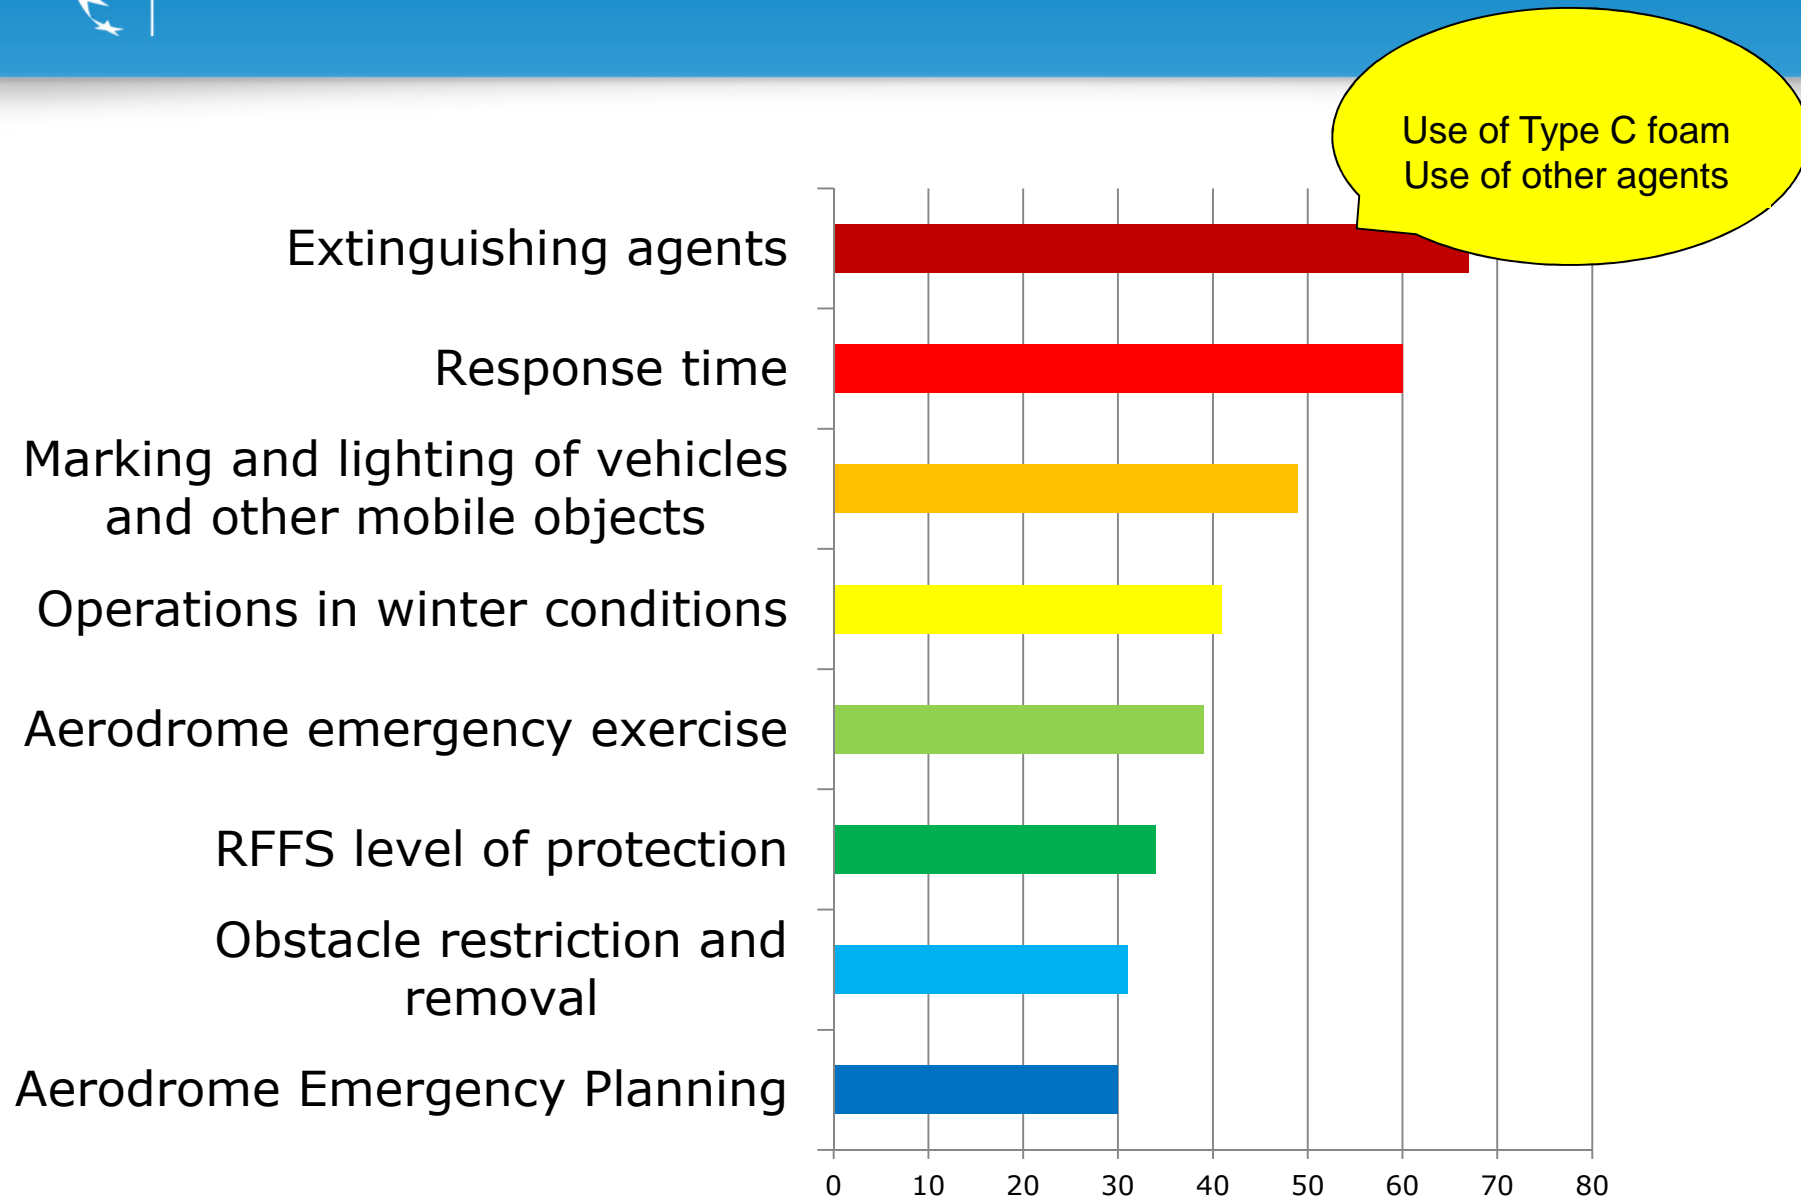 Use of Type C foam
Use of other agents
Extinguishing agents
Response time
Marking and lighting of vehicles
and other mobile objects
Operations in winter conditions
Aerodrome emergency exercise
RFFS level of protection
Obstacle restriction and
removal
Aerodrome Emergency Planning
0 10 20 30 40 50 60 70 80